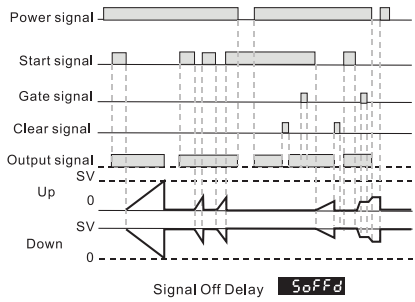 Power signal
Start signal
Gate signal
Clear signal
Output signal
SV
Up
0
SV
Down
0
Signal Off Delay SoFFd